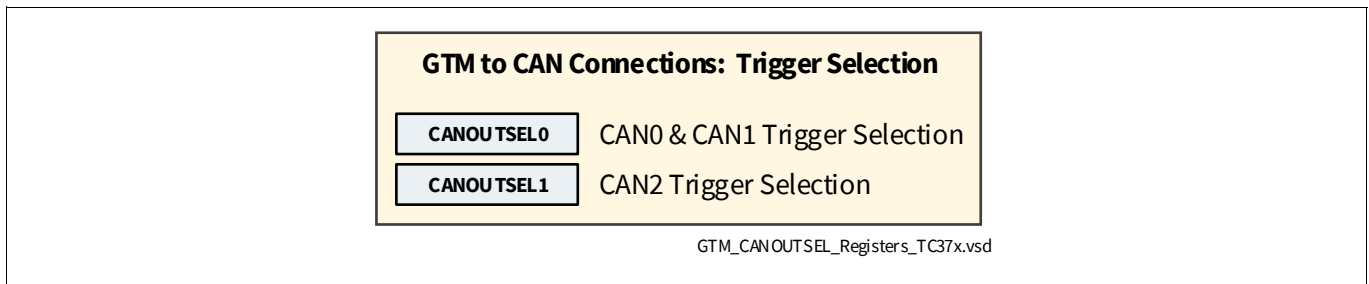 GTM to CAN Connections: Trigger Selection
CANOUTSEL0 CAN0 & CAN1 Trigger Selection
CANOUTSEL1 CAN2 Trigger Selection
GTM_CANOUTSEL_Registers_TC37x.vsd